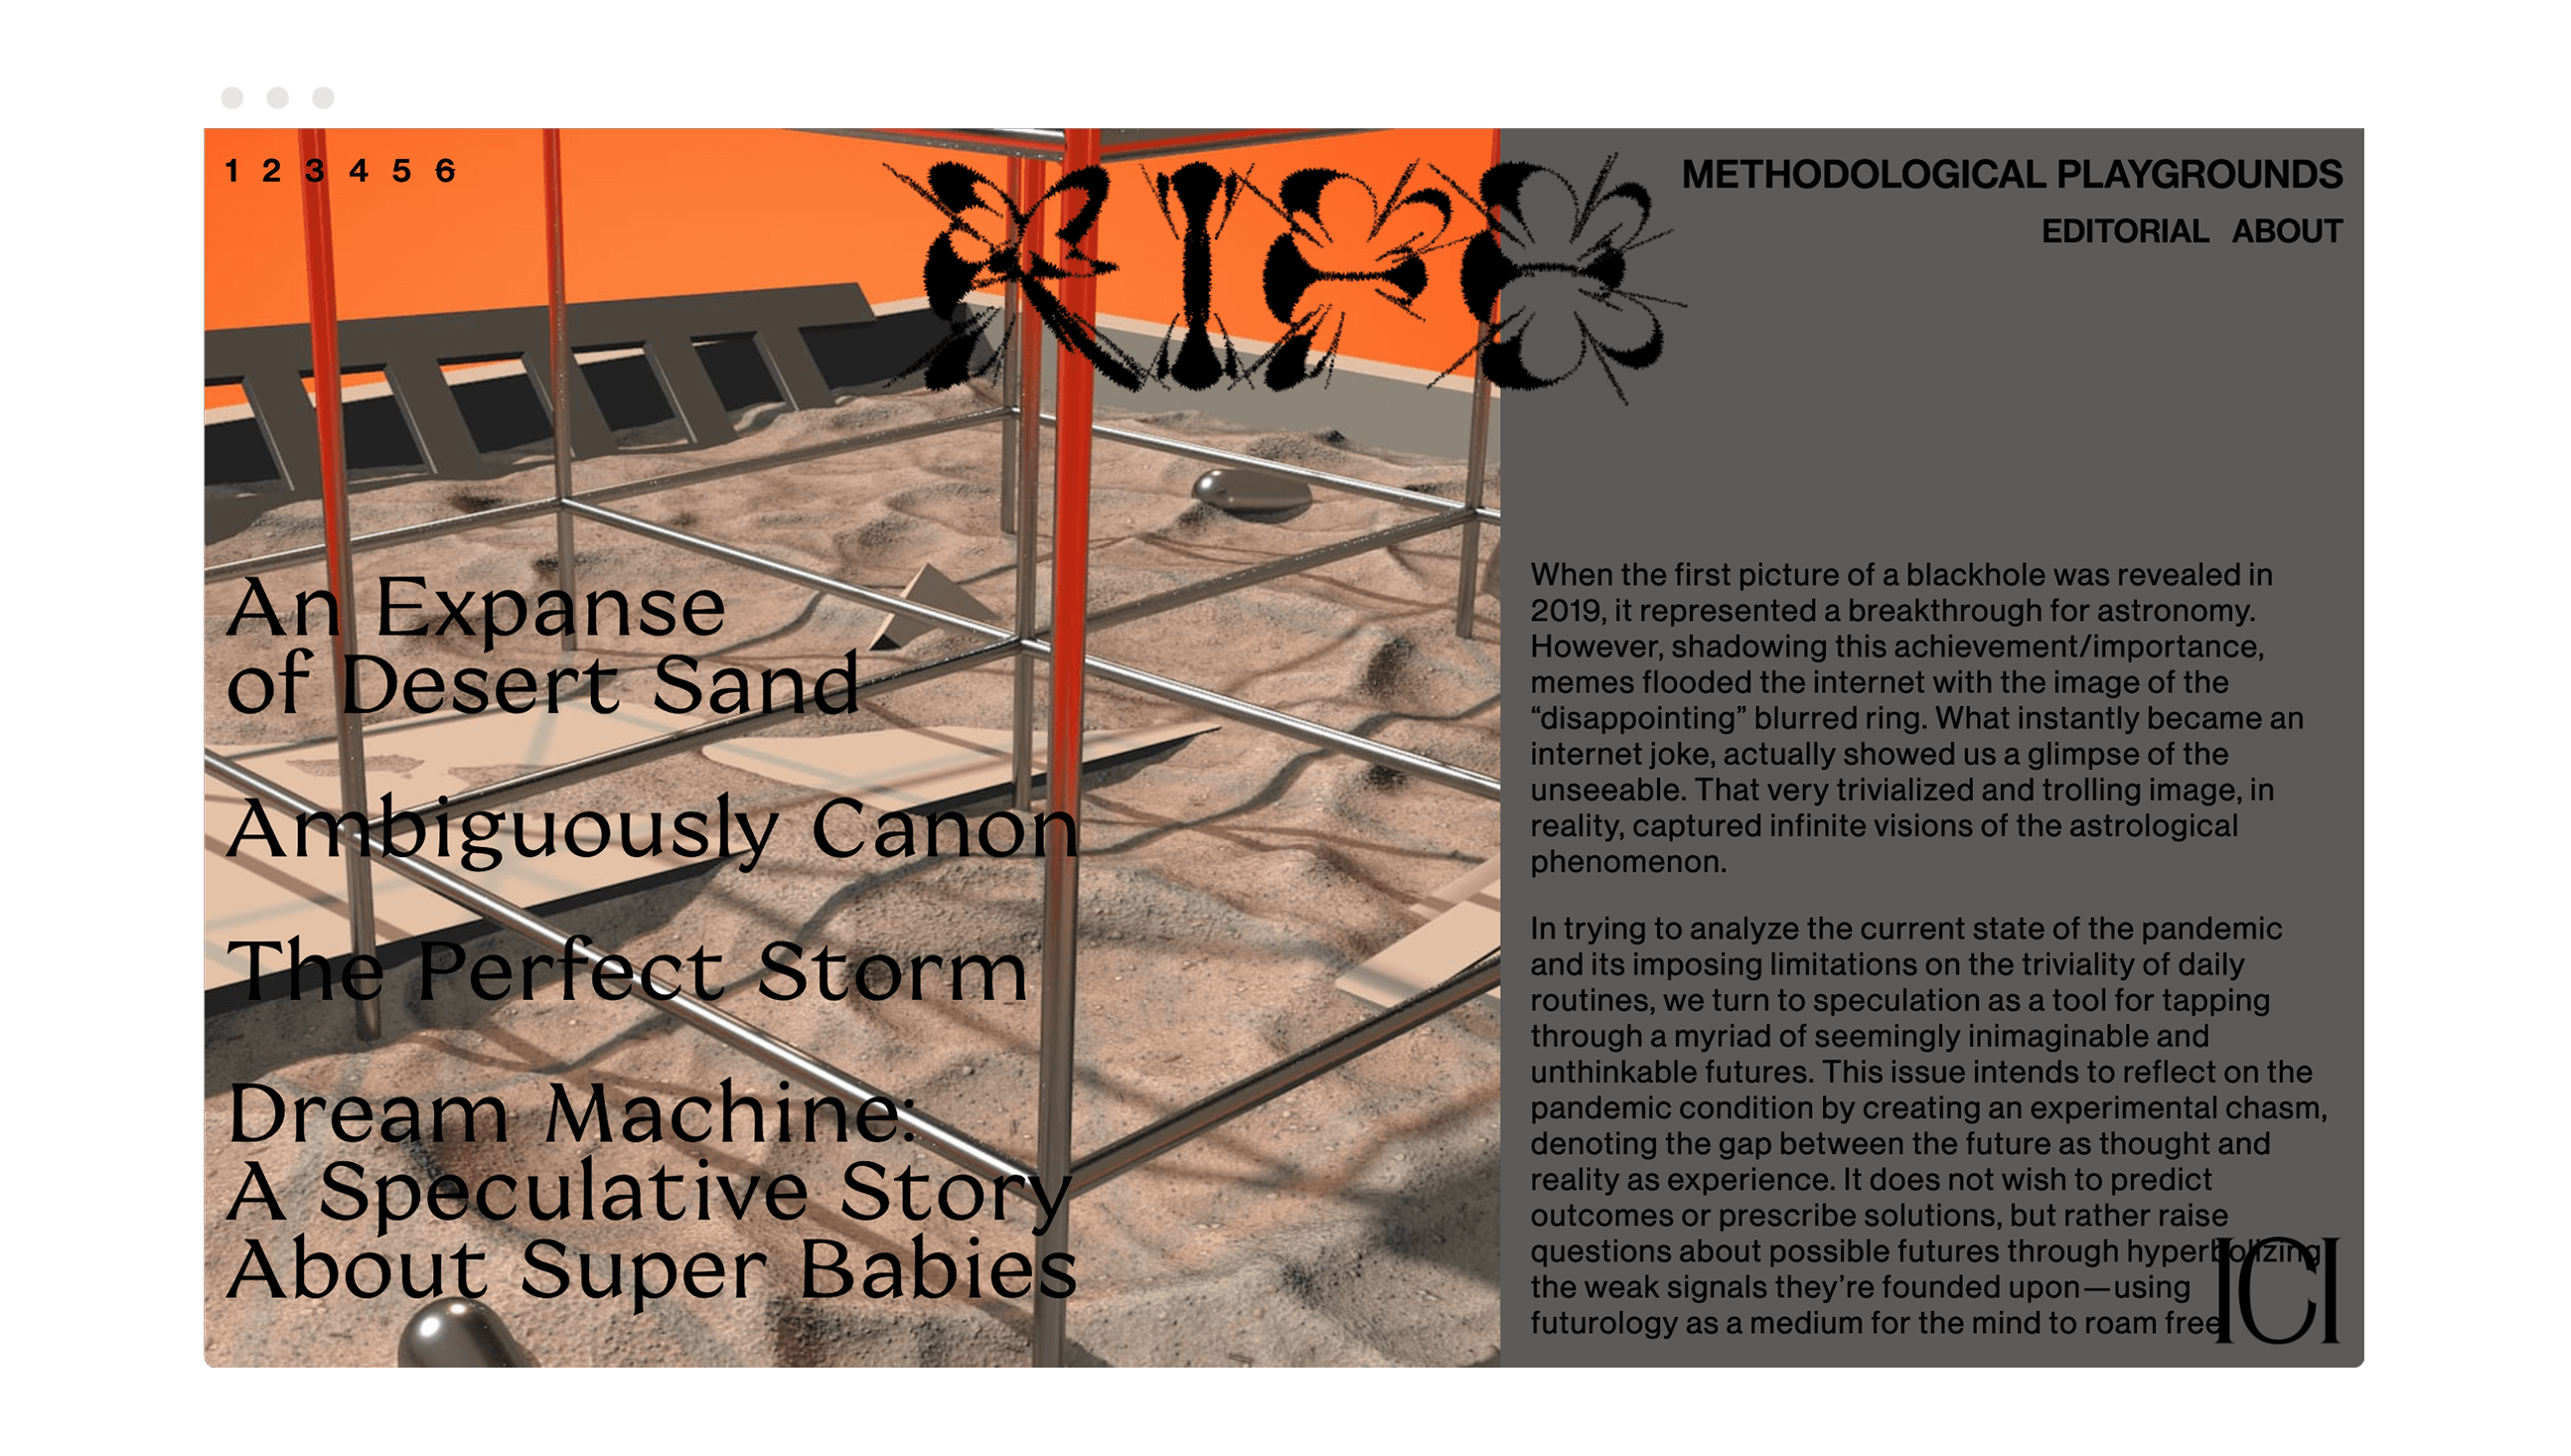 1 2 3 4 5 6
METHODOLOGICAL PLAYGROUNDS
EDITORIAL ABOUT
An Expanse
of Desert Sand
Ambiguously Canon
The Perfect Storm
Dream Machine:
A Speculative Story
About Super Babies
When the first picture of a blackhole was revealed in
2019, it represented a breakthrough for astronomy.
However, shadowing this achievement/importance,
memes flooded the internet with the image of the
“disappointing” blurred ring. What instantly became an
internet joke, actually showed us a glimpse of the
unseeable. That very trivialized and trolling image, in
reality, captured infinite visions of the astrological
phenomenon.
In trying to analyze the current state of the pandemic
and its imposing limitations on the triviality of daily
routines, we turn to speculation as a tool for tapping
through a myriad of seemingly inimaginable and
unthinkable futures. This issue intends to reflect on the
pandemic condition by creating an experimental chasm,
denoting the gap between the future as thought and
reality as experience. It does not wish to predict
outcomes or prescribe solutions, but rather raise
questions about possible futures through hyperbolizing
the weak signals they’re founded upon—using
futurology as a medium for the mind to roam free
ICI